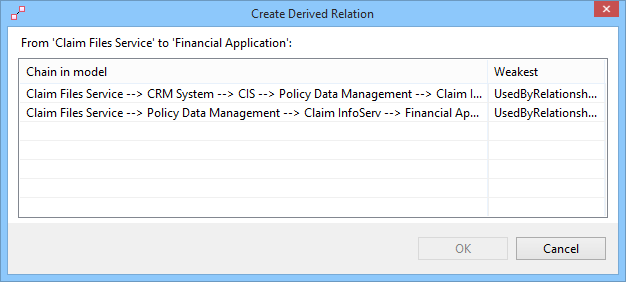 Create Derived Relation
From 'Claim Files Service' to 'Financial Application':
Chain in model Weakest
Claim Files Service --> CRM System --> CIS --> Policy Data Management --> Claim I... UsedByRelationsh...
Claim Files Service --> Policy Data Management --> Claim InfoServ --> Financial Ap... UsedByRelationsh...
OK Cancel